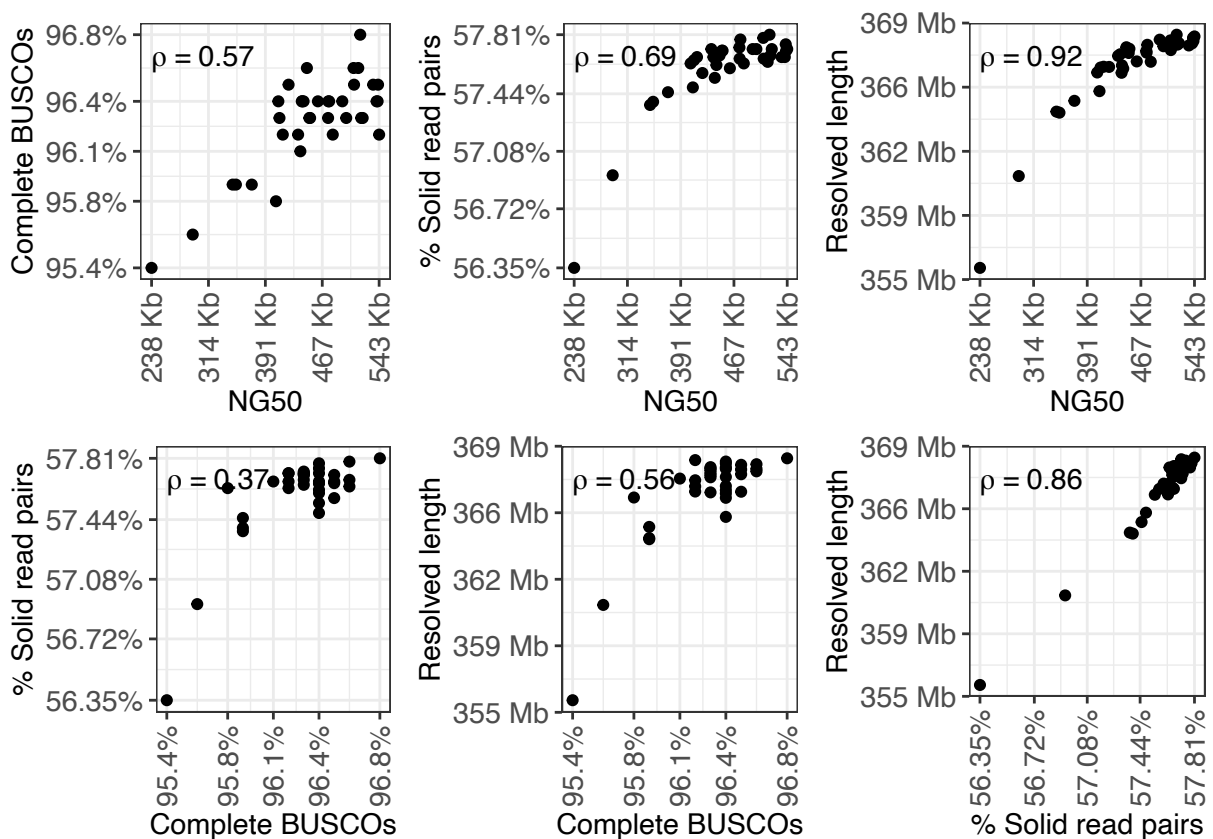 Complete BUSCOs
96.8%
96.4%
96.1%
95.8%
95.4%
ρ = 0.57
238 Kb
314 Kb
391 Kb
467 Kb
543 Kb
NG50
% Solid read pairs
57.81%
57.44%
57.08%
56.72%
56.35%
ρ = 0.69
238 Kb
314 Kb
391 Kb
467 Kb
543 Kb
NG50
Resolved length
369 Mb
366 Mb
362 Mb
359 Mb
355 Mb
ρ = 0.92
238 Kb
314 Kb
391 Kb
467 Kb
543 Kb
NG50
% Solid read pairs
57.81%
57.44%
57.08%
56.72%
56.35%
ρ = 0.37
95.4%
95.8%
96.1%
96.4%
96.8%
Complete BUSCOs
Resolved length
369 Mb
366 Mb
362 Mb
359 Mb
355 Mb
ρ = 0.56
95.4%
95.8%
96.1%
96.4%
96.8%
Complete BUSCOs
Resolved length
369 Mb
366 Mb
362 Mb
359 Mb
355 Mb
ρ = 0.86
56.35%
56.72%
57.08%
57.44%
57.81%
% Solid read pairs